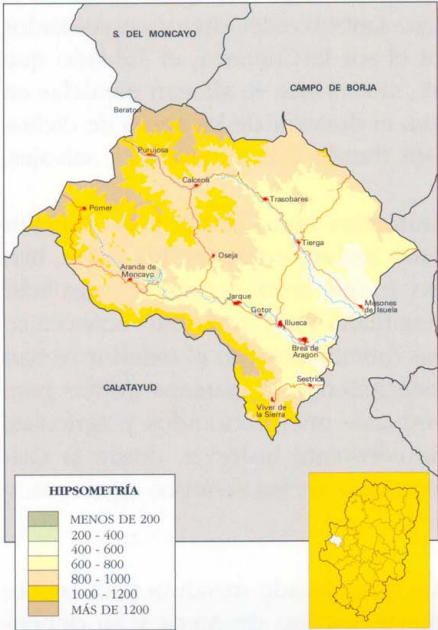 S. DEL MONCAYO
CAMPO DE BORJA
Beraton
Purujosa
Calcena
Pomer
Trasobares
Tierga
Oseja
Aranda de
Moncayo
Jarque
Gotor
Illueca
Mesones
de Isuela
Brea de
Aragón
Sestrica
CALATAYUD
Viver de
la Sierra
HIPSOMETRÍA
MENOS DE 200
200 - 400
400 - 600
600 - 800
800 - 1000
1000 - 1200
MÁS DE 1200